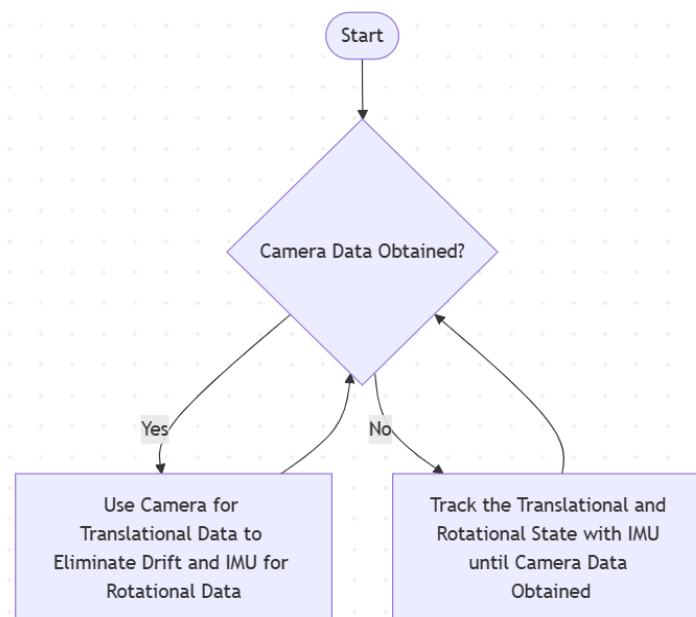 Start
Camera Data Obtained?
Yes
No
Use Camera for
Translational Data to
Eliminate Drift and IMU for
Rotational Data
Track the Translational and
Rotational State with IMU
until Camera Data
Obtained